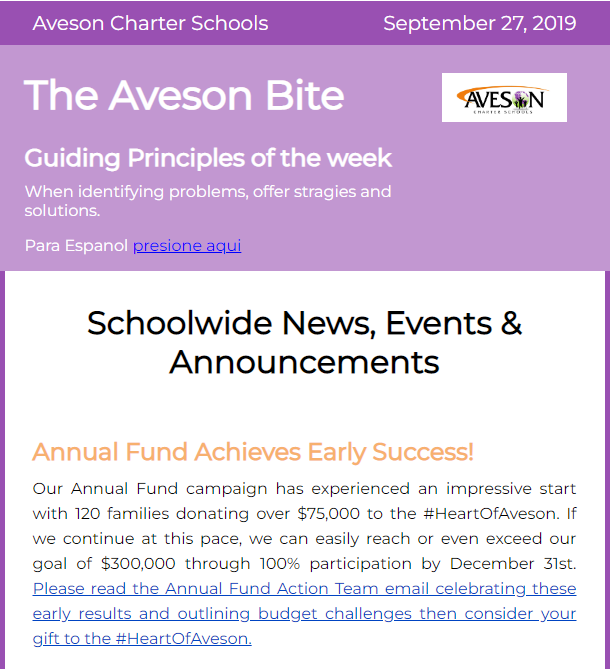 Aveson Charter Schools September 27, 2019
The Aveson Bite
AVESON
CHARTER SCHOOLS
Guiding Principles of the week
When identifying problems, offer stragies and
solutions.
Para Espanol presione aqui
Schoolwide News, Events &
Announcements
Annual Fund Achieves Early Success!
Our Annual Fund campaign has experienced an impressive start
with 120 families donating over $75,000 to the #HeartOfAveson. If
we continue at this pace, we can easily reach or even exceed our
goal of $300,000 through 100% participation by December 31st.
Please read the Annual Fund Action Team email celebrating these
early results and outlining budget challenges then consider your
gift to the #HeartOfAveson.